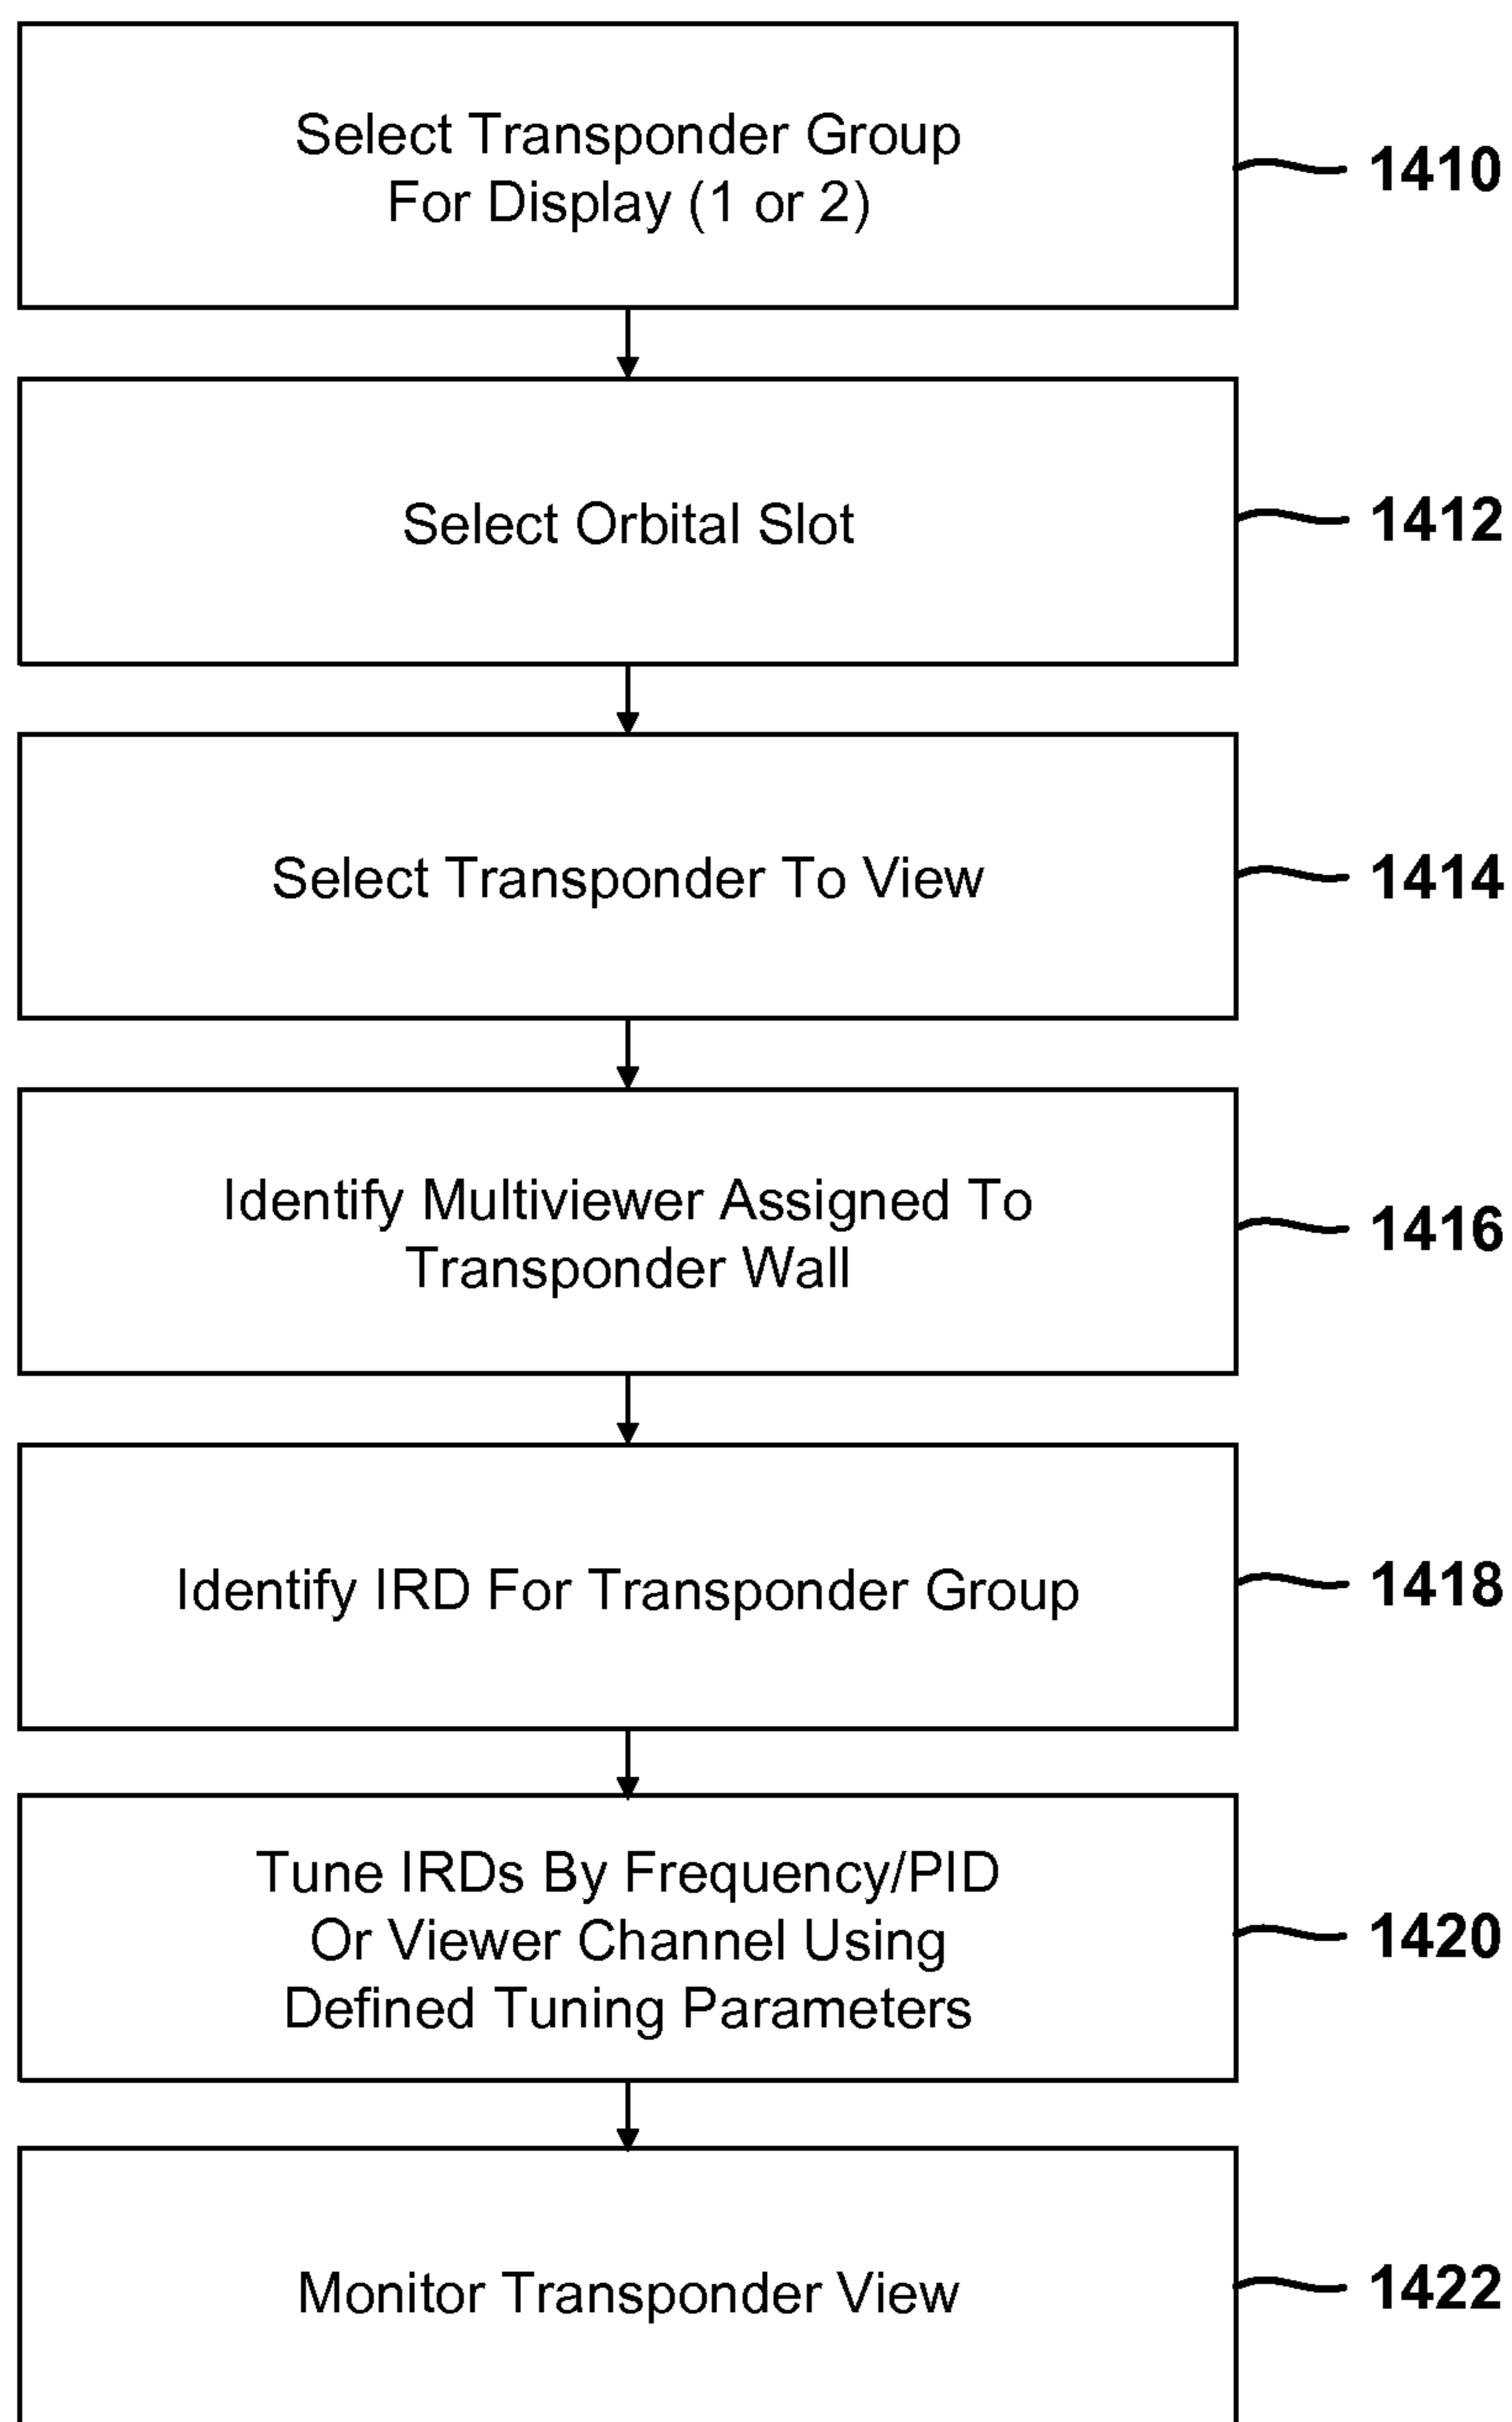 Select Transponder Group
For Display (1 or 2)
1410
Select Orbital Slot
1412
Select Transponder To View
1414
Identify Multiviewer Assigned To
Transponder Wall
1416
Identify IRD For Transponder Group
1418
Tune IRDs By Frequency/PID
Or Viewer Channel Using
Defined Tuning Parameters
1420
Monitor Transponder View
1422